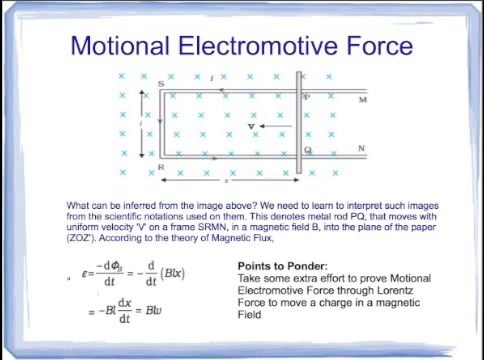 Motional Electromotive Force
S
I
P
M
l
V
Q
N
R
x
What can be inferred from the image above? We need to learn to interpret such images
from the scientific notations used on them. This denotes metal rod PQ, that moves with
uniform velocity 'V' on a frame SRMN, in a magnetic field B, into the plane of the paper
(ZOZ'). According to the theory of Magnetic Flux,
ε= -dΦB/dt = - d/dt (Blx)
= -Bl dx/dt = Blv
Points to Ponder:
Take some extra effort to prove Motional
Electromotive Force through Lorentz
Force to move a charge in a magnetic
Field